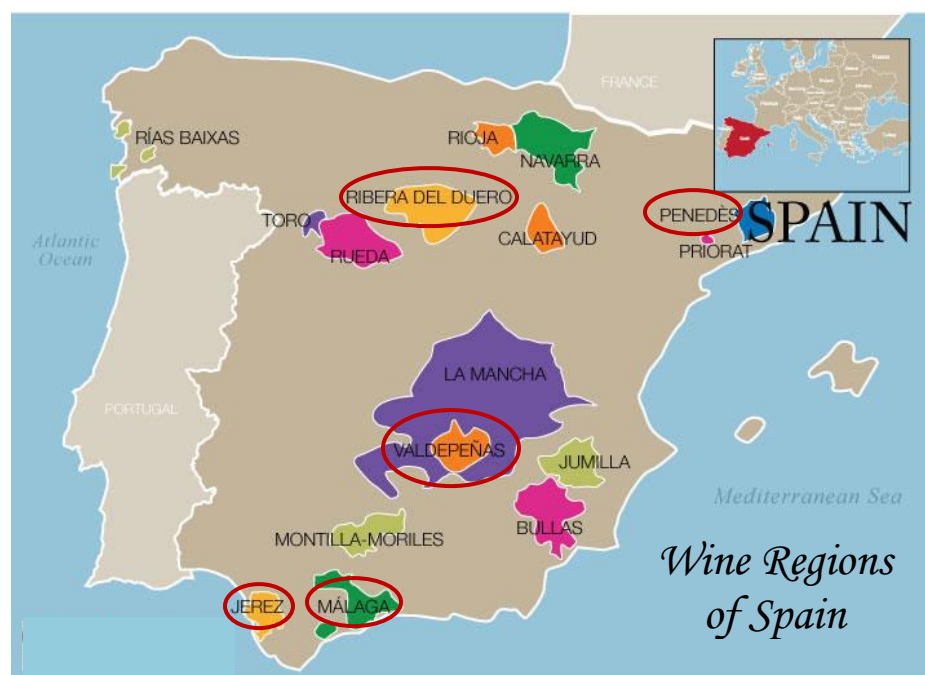 FRANCE
RÍAS BAIXAS
RIOJA
NAVARRA
RIBERA DEL DUERO
PENEDÈS
SPAIN
TORO
CALATAYUD
PRIORAT
RUEDA
Atlantic
Ocean
LA MANCHA
PORTUGAL
VALDEPEÑAS
JUMILLA
Mediterranean Sea
BULLAS
MONTILLA-MORILES
Wine Regions
of Spain
JEREZ
MÁLAGA